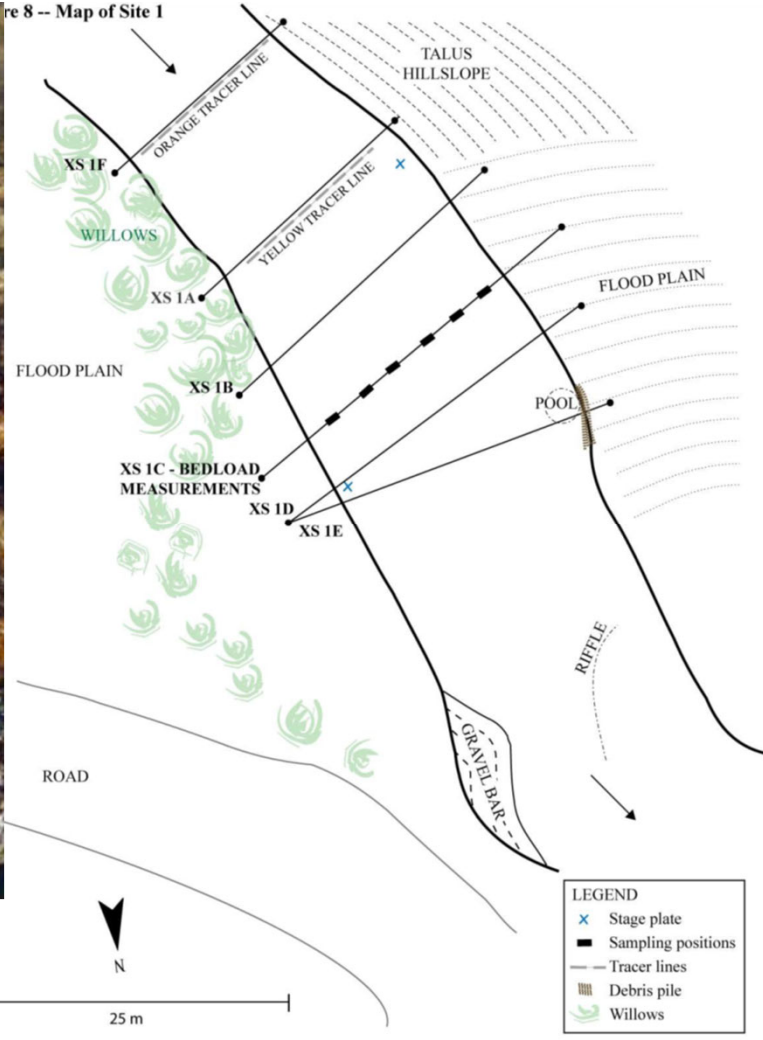 re 8 -- Map of Site 1
TALUS
HILLSLOPE
ORANGE TRACER LINE
XS 1F
YELLOW TRACER LINE
WILLOWS
XS 1A
FLOOD PLAIN
FLOOD PLAIN
XS 1B
POOL
XS 1C - BEDLOAD
MEASUREMENTS
XS 1D
XS 1E
RIFFLE
GRAVEL BAR
ROAD
N
25 m
LEGEND
Stage plate
Sampling positions
Tracer lines
Debris pile
Willows